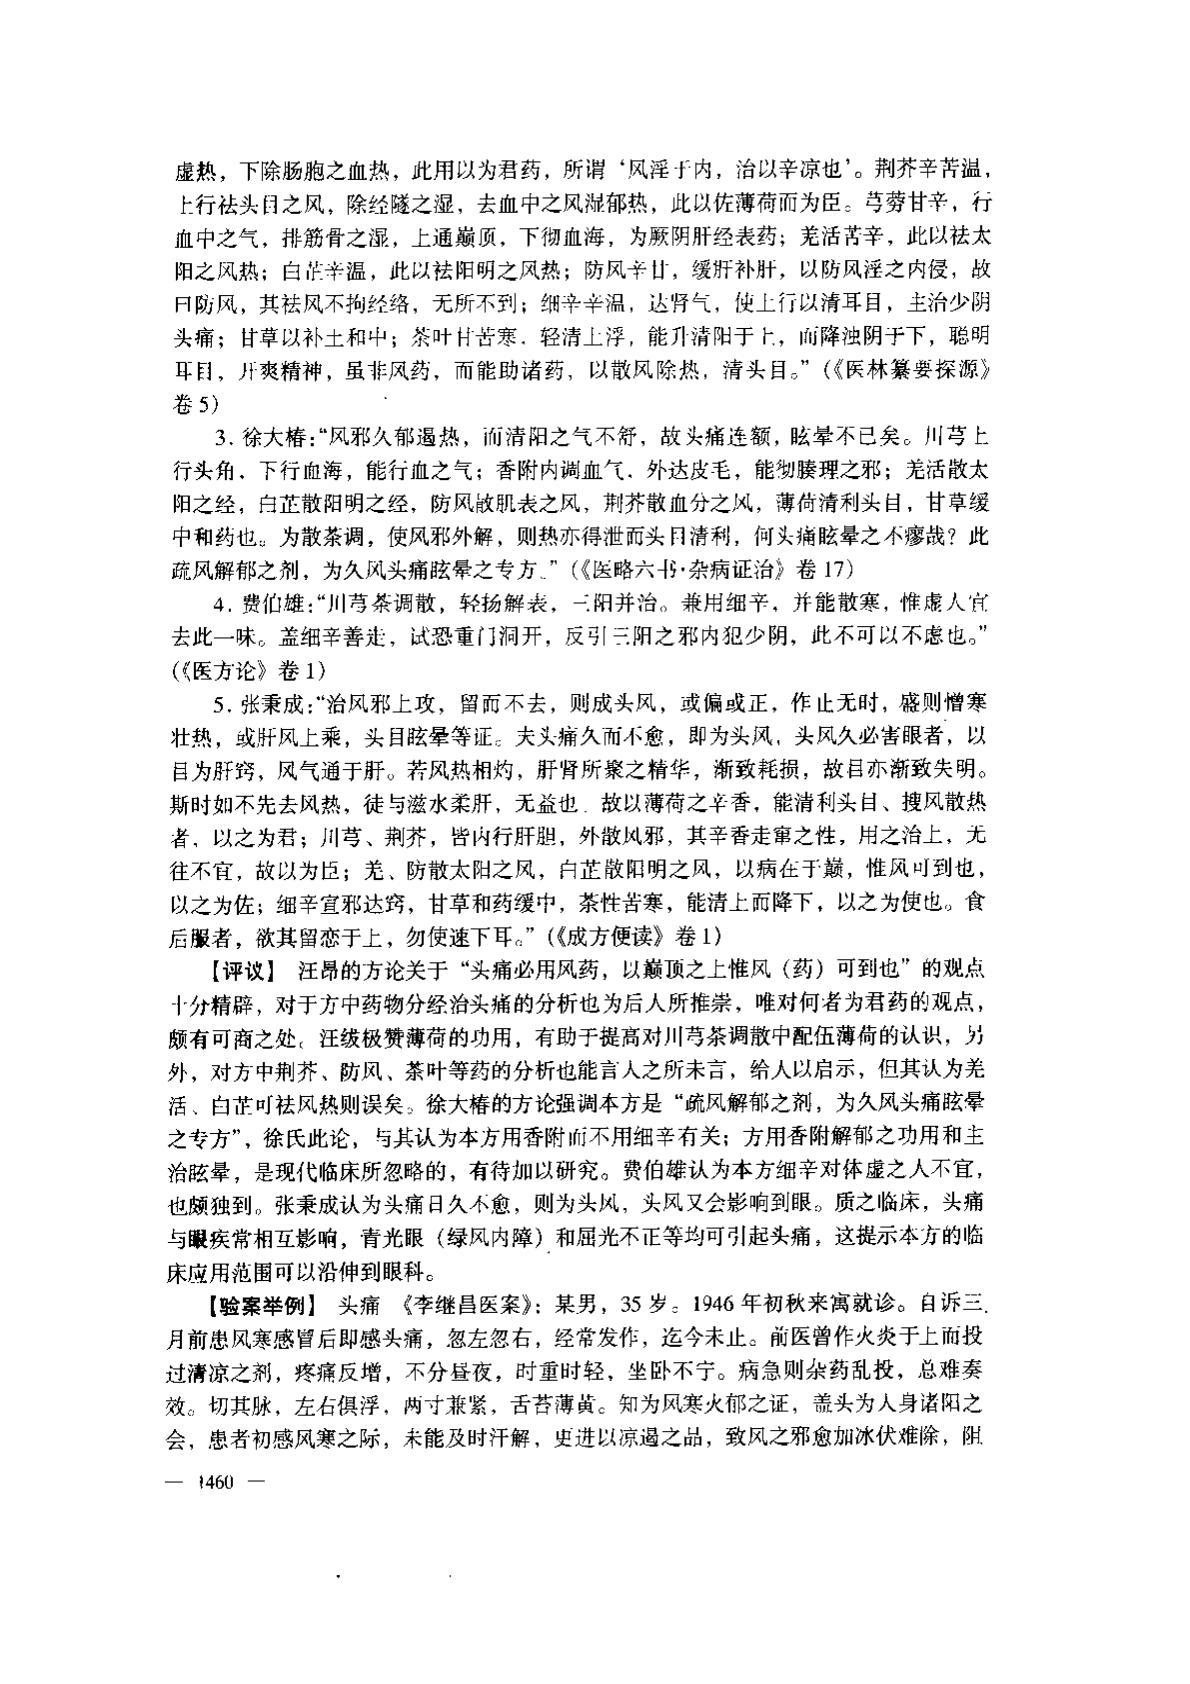 虚热，下除肠胞之血热，此用以为君药，所谓‘风淫于内，治以辛凉也’。荆芥辛苦温，
上行祛头目之风，除经隧之湿，去血中之风湿郁热，此以佐薄荷而为臣。芎䓖甘辛，行
血中之气，排筋骨之湿，上通巅顶，下彻血海，为厥阴肝经表药；羌活苦辛，此以祛太
阳之风热；白芷辛温，此以祛阳明之风热；防风辛甘，缓肝补肝，以防风淫之内侵，故
曰防风，其祛风不拘经络，无所不到；细辛辛温，达肾气，使上行以清耳目，主治少阴
头痛；甘草以补土和中；茶叶甘苦寒．轻清上浮，能升清阳于上，而降浊阴于下，聪明
耳目，开爽精神，虽非风药，而能助诸药，以散风除热，清头目。”（《医林纂要探源》
卷5）
3. 徐大椿：“风邪久郁遏热，而清阳之气不舒，故头痛连额，眩晕不已矣。川芎上
行头角．下行血海，能行血之气；香附内调血气．外达皮毛，能彻腠理之邪；羌活散太
阳之经，白芷散阳明之经，防风散肌表之风，荆芥散血分之风，薄荷清利头目，甘草缓
中和药也。为散茶调，使风邪外解，则热亦得泄而头目清利，何头痛眩晕之不瘳哉？此
疏风解郁之剂，为久风头痛眩晕之专方。”（《医略六书·杂病证治》卷17）
4. 费伯雄：“川芎茶调散，轻扬解表，三阳并治。兼用细辛，并能散寒，惟虚人宜
去此一味。盖细辛善走，试恐重门洞开，反引三阳之邪内犯少阴，此不可以不虑也。”
（《医方论》卷1）
5. 张秉成：“治风邪上攻，留而不去，则成头风，或偏或正，作止无时，盛则憎寒
壮热，或肝风上乘，头目眩晕等证。夫头痛久而不愈，即为头风，头风久必害眼者，以
目为肝窍，风气通于肝。若风热相灼，肝肾所聚之精华，渐致耗损，故目亦渐致失明。
斯时如不先去风热，徒与滋水柔肝，无益也．故以薄荷之辛香，能清利头目、搜风散热
者，以之为君；川芎、荆芥，皆内行肝胆，外散风邪，其辛香走窜之性，用之治上，无
往不宜，故以为臣；羌、防散太阳之风，白芷散阳明之风，以病在于巅，惟风可到也，
以之为佐；细辛宣邪达窍，甘草和药缓中，茶性苦寒，能清上而降下，以之为使也。食
后服者，欲其留恋于上，勿使速下耳。”（《成方便读》卷1）
【评议】 汪昂的方论关于“头痛必用风药，以巅顶之上惟风（药）可到也”的观点
十分精辟，对于方中药物分经治头痛的分析也为后人所推崇，唯对何者为君药的观点，
颇有可商之处。汪绂极赞薄荷的功用，有助于提高对川芎茶调散中配伍薄荷的认识，另
外，对方中荆芥、防风、茶叶等药的分析也能言人之所未言，给人以启示，但其认为羌
活、白芷可祛风热则误矣。徐大椿的方论强调本方是“疏风解郁之剂，为久风头痛眩晕
之专方”，徐氏此论，与其认为本方用香附而不用细辛有关；方用香附解郁之功用和主
治眩晕，是现代临床所忽略的，有待加以研究。费伯雄认为本方细辛对体虚之人不宜，
也颇独到。张秉成认为头痛日久不愈，则为头风，头风又会影响到眼。质之临床，头痛
与眼疾常相互影响，青光眼（绿风内障）和屈光不正等均可引起头痛，这提示本方的临
床应用范围可以沿伸到眼科。
【验案举例】 头痛 《李继昌医案》：某男，35岁。1946年初秋来寓就诊。自诉三
月前患风寒感冒后即感头痛，忽左忽右，经常发作，迄今未止。前医曾作火炎于上而投
过清凉之剂，疼痛反增，不分昼夜，时重时轻，坐卧不宁。病急则杂药乱投，总难奏
效。切其脉，左右俱浮，两寸兼紧，舌苔薄黄。知为风寒火郁之证，盖头为人身诸阳之
会，患者初感风寒之际，未能及时汗解，更进以凉遏之品，致风之邪愈加冰伏难除，阻
— 1460 —